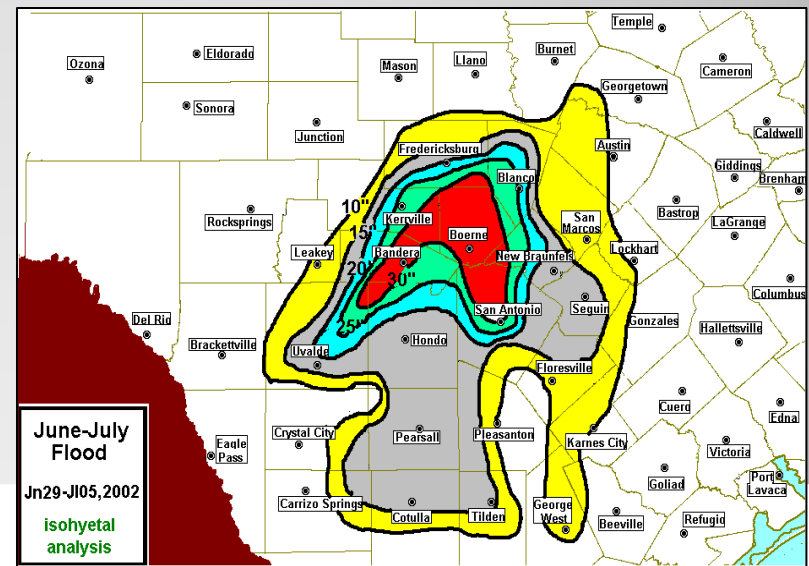 Temple
Burnet
Eldorado
Ozona
Mason
Llano
Cameron
Georgetown
Sonora
Junction
Caldwell
Austin
Fredericksburg
Giddings
Blanco
Brenham
10"
Kerrville
Bastrop
Rocksprings
San
Marcos
LaGrange
15"
Boerne
Leakey
Bandera
Lockhart
New Braunfels
20"
30"
Columbus
San Antonio
Seguin
Del Rio
25"
Gonzales
Hallettsville
Brackettville
Hondo
Uvalde
Floresville
Cuero
Edna
June-July
Flood
Jn29-Jl05,2002
isohyetal
analysis
Crystal City
Pearsall
Pleasanton
Karnes City
Eagle
Pass
Victoria
Goliad
Port
Lavaca
Carrizo Springs
Cotulla
Tilden
George
West
Beeville
Refugio